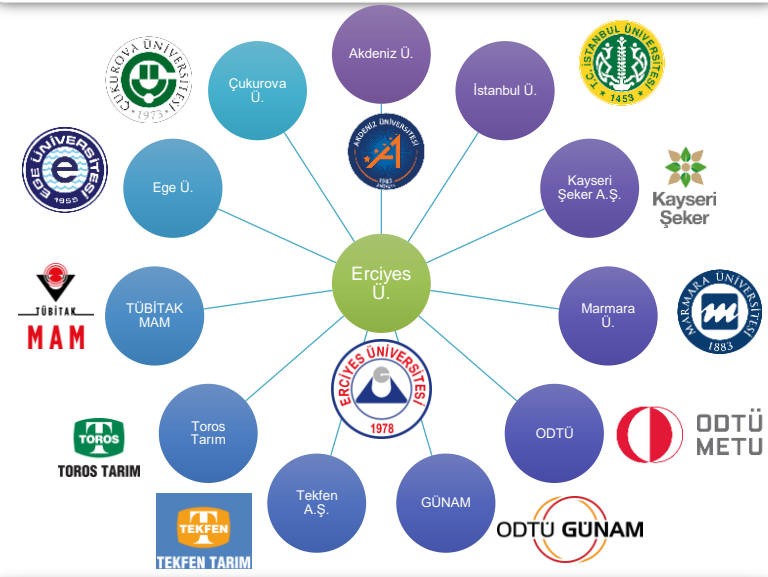 Akdeniz Ü.
AKDENİZ ÜNİVERSİTESİ
1982
ANTALYA
İstanbul Ü.
T.C. İSTANBUL ÜNİVERSİTESİ
1453
Kayseri
Şeker A.Ş.
Kayseri
Şeker
Marmara
Ü.
MARMARA ÜNİVERSİTESİ
m
1883
ODTÜ
ODTÜ
METU
GÜNAM
ODTÜ GÜNAM
Tekfen
A.Ş.
TEKFEN
TEKFEN TARIM
Toros
Tarım
TOROS
TOROS TARIM
TÜBİTAK
MAM
TÜBİTAK
MAM
Ege Ü.
EGE ÜNİVERSİTESİ
e
1955
Çukurova
Ü.
ÇUKUROVA ÜNİVERSİTESİ
1973
Erciyes
Ü.
ERCİYES ÜNİVERSİTESİ
1978